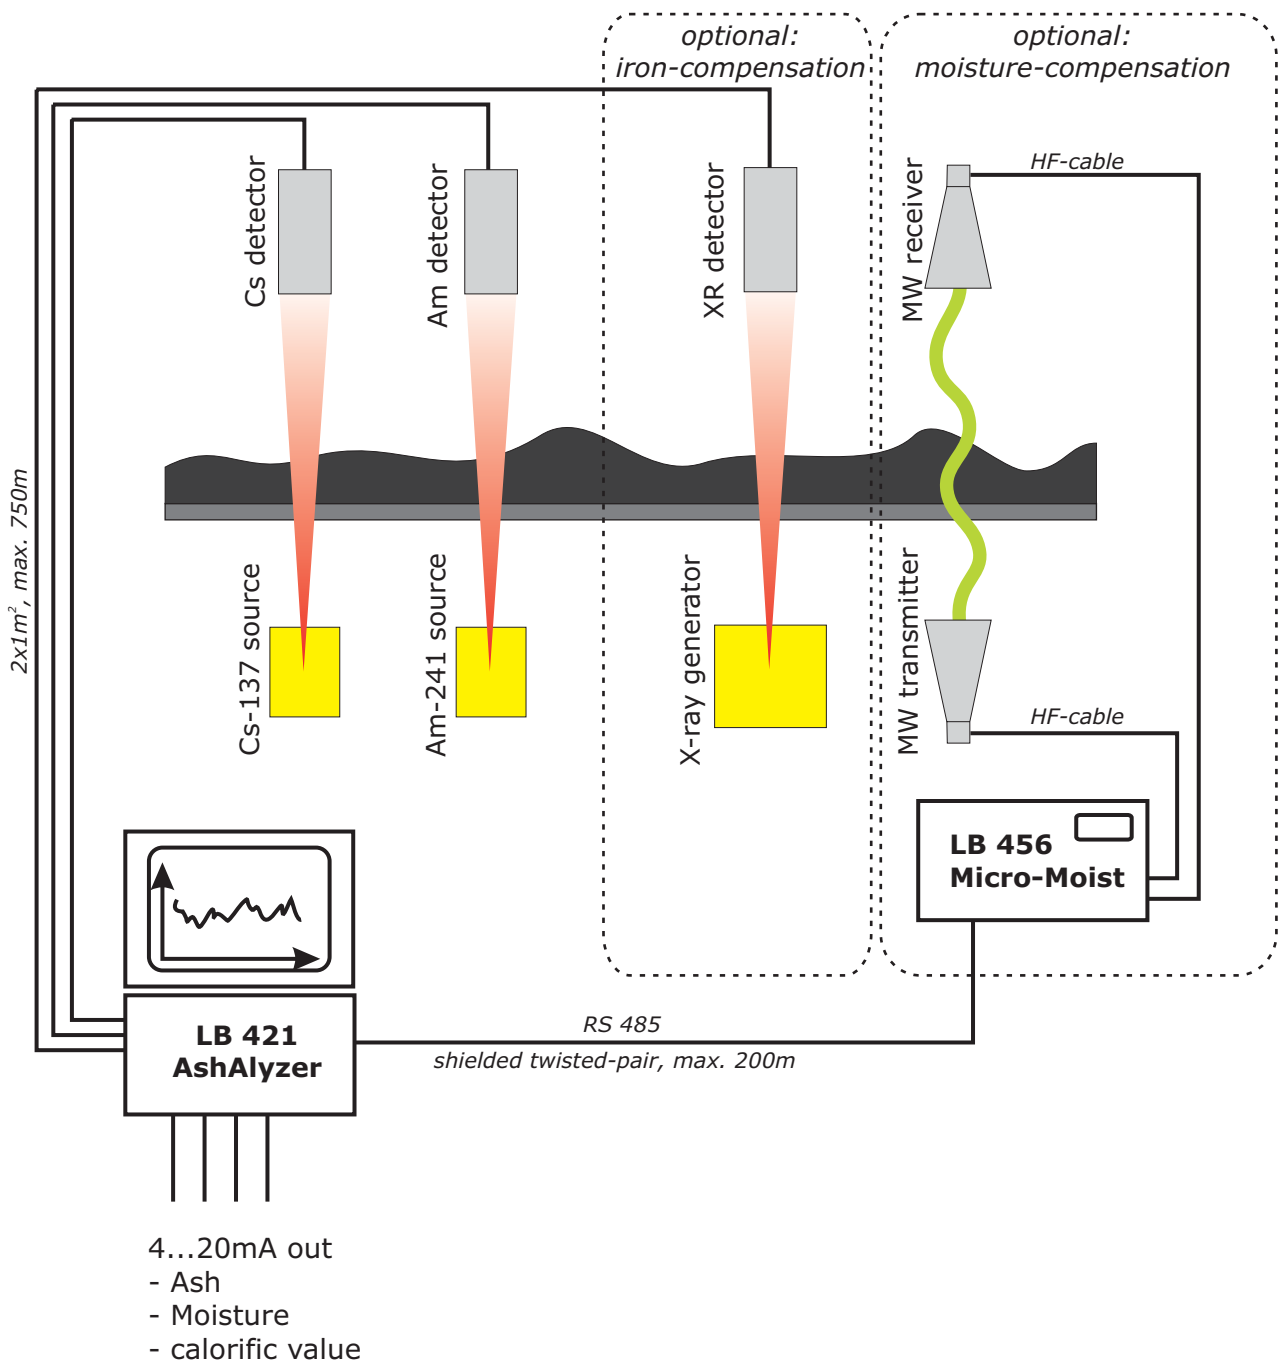 optional:
iron-compensation
optional:
moisture-compensation
HF-cable
Cs detector
Am detector
XR detector
MW receiver
2x1m², max. 750m
Cs-137 source
Am-241 source
X-ray generator
MW transmitter
HF-cable
LB 456
Micro-Moist
RS 485
shielded twisted-pair, max. 200m
LB 421
AshAlyzer
4...20mA out
- Ash
- Moisture
- calorific value